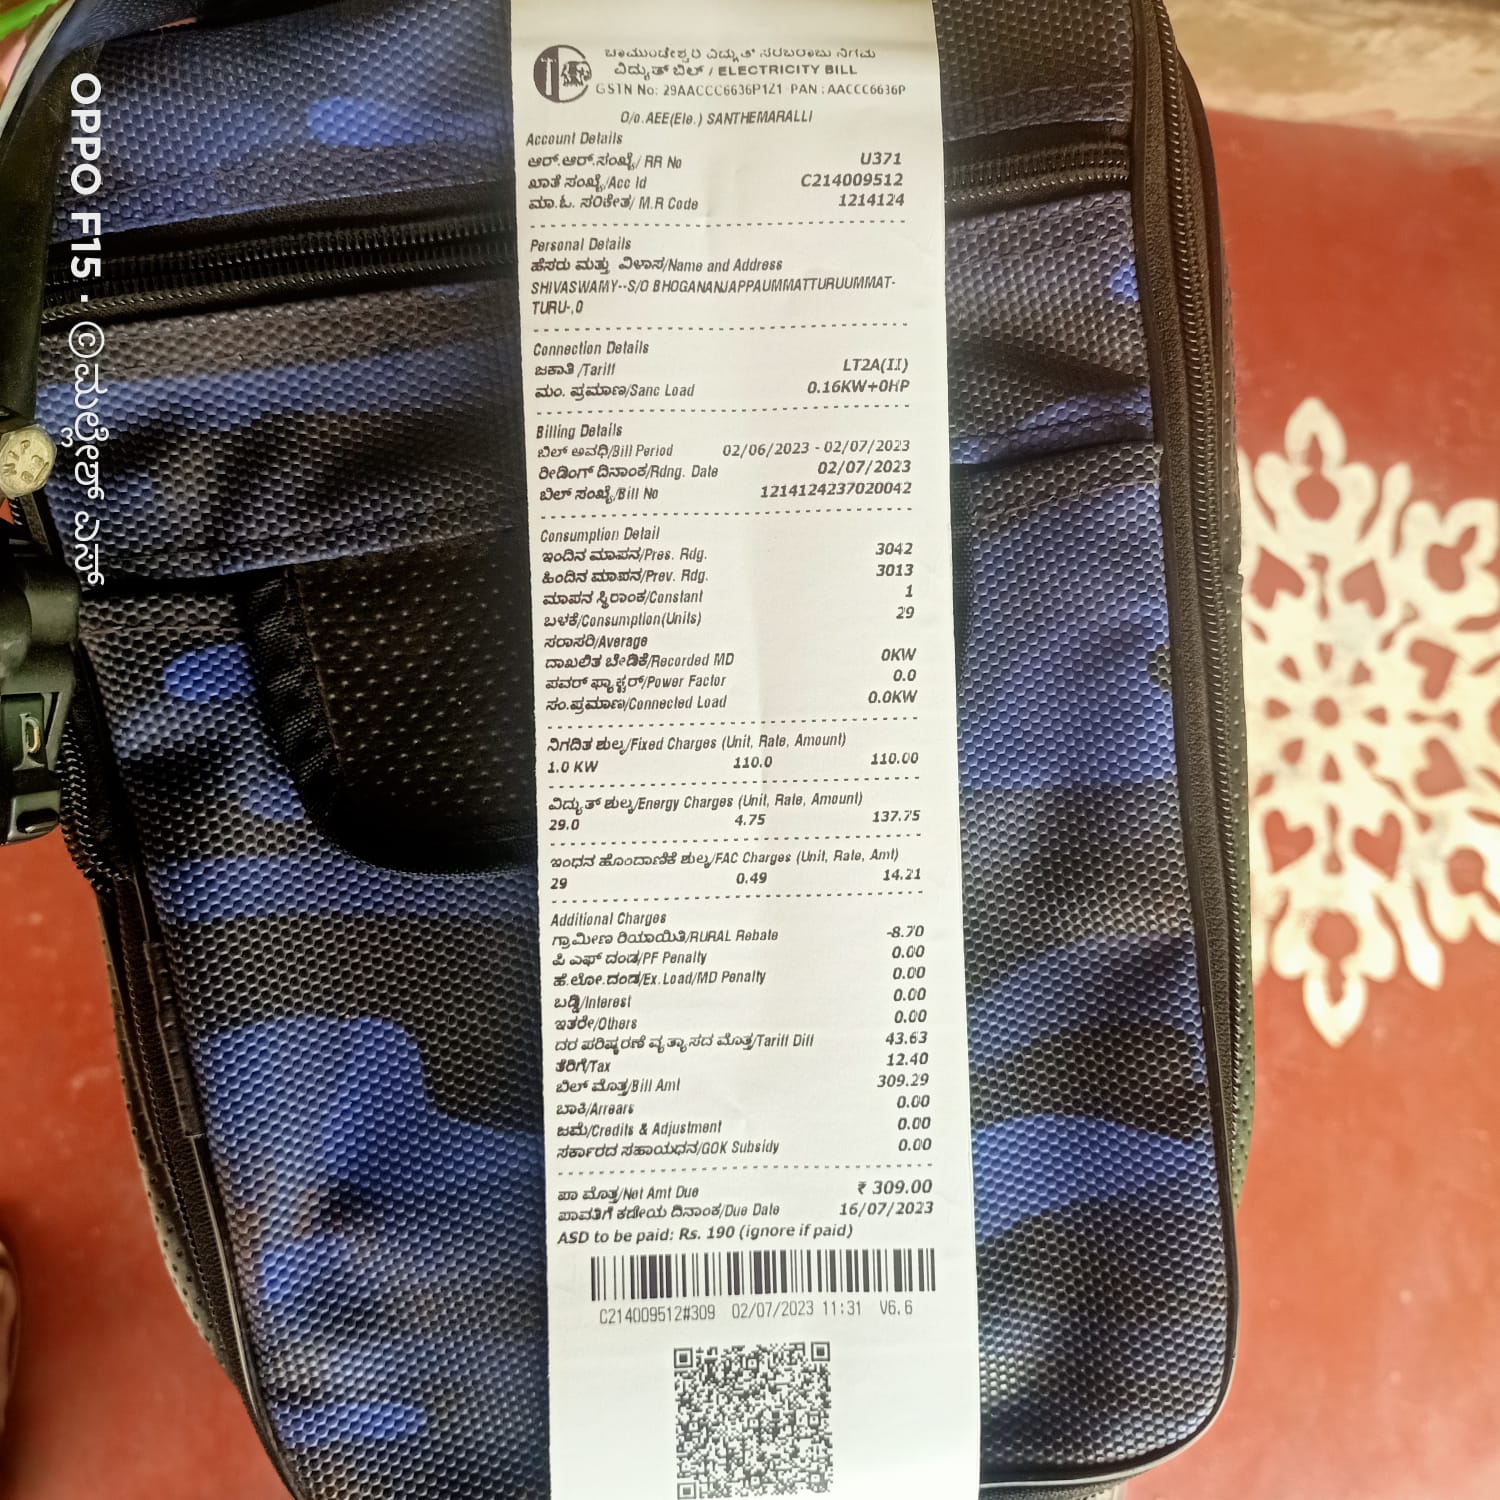 ಚಾಮುಂಡೇಶ್ವರಿ ವಿದ್ಯುತ್ ಸರಬರಾಜು ನಿಗಮ
ವಿದ್ಯುತ್ ಬಿಲ್ / ELECTRICITY BILL
GSTN No: 29AACCC6636P1Z1 PAN : AACCC6636P
O/o. AEE(Ele.) SANTHEMARALLI
Account Details
ಆರ್.ಆರ್.ಸಂಖ್ಯೆ/ RR No U371
ಖಾತೆ ಸಂಖ್ಯೆ/Acc Id C214009512
ಮಾ.ಓ. ಸಂಕೇತ/ M.R Code 1214124
Personal Details
ಹೆಸರು ಮತ್ತು ವಿಳಾಸ/Name and Address
SHIVASWAMY--S/O BHOGANANJAPPAUMMATTURUUMMAT-
TURU-,0
Connection Details
ಜಕಾತಿ /Tariff LT2A(II)
ಮಂ. ಪ್ರಮಾಣ/Sanc Load 0.16KW+0HP
Billing Details
ಬಿಲ್ ಅವಧಿ/Bill Period 02/06/2023 - 02/07/2023
ರೀಡಿಂಗ್ ದಿನಾಂಕ/Rdng. Date 02/07/2023
ಬಿಲ್ ಸಂಖ್ಯೆ/Bill No 1214124237020042
Consumption Detail
ಇಂದಿನ ಮಾಪನ/Pres. Rdg. 3042
ಹಿಂದಿನ ಮಾಪನ/Prev. Rdg. 3013
ಮಾಪನ ಸ್ಥಿರಾಂಕ/Constant 1
ಬಳಕೆ/Consumption(Units) 29
ಸರಾಸರಿ/Average
ದಾಖಲಿತ ಬೇಡಿಕೆ/Recorded MD 0KW
ಪವರ್ ಫ್ಯಾಕ್ಟರ್/Power Factor 0.0
ಸಂ.ಪ್ರಮಾಣ/Connected Load 0.0KW
ನಿಗದಿತ ಶುಲ್ಕ/Fixed Charges (Unit, Rate, Amount)
1.0 KW 110.0 110.00
ವಿದ್ಯುತ್ ಶುಲ್ಕ/Energy Charges (Unit, Rate, Amount)
29.0 4.75 137.75
ಇಂಧನ ಹೊಂದಾಣಿಕೆ ಶುಲ್ಕ/FAC Charges (Unit, Rate, Amt)
29 0.49 14.21
Additional Charges
ಗ್ರಾಮೀಣ ರಿಯಾಯಿತಿ/RURAL Rebate -8.70
ಪಿ ಎಫ್ ದಂಡ/PF Penalty 0.00
ಹೆ.ಲೋ.ದಂಡ/Ex.Load/MD Penalty 0.00
ಬಡ್ಡಿ/Interest 0.00
ಇತರೇ/Others 0.00
ದರ ಪರಿಷ್ಕರಣೆ ವ್ಯತ್ಯಾಸದ ಮೊತ್ತ/Tariff Diff 43.63
ತೆರಿಗೆ/Tax 12.40
ಬಿಲ್ ಮೊತ್ತ/Bill Amt 309.29
ಬಾಕಿ/Arrears 0.00
ಜಮೆ/Credits & Adjustment 0.00
ಸರ್ಕಾರದ ಸಹಾಯಧನ/GOK Subsidy 0.00
ಪಾ ಮೊತ್ತ/Net Amt Due ₹ 309.00
ಪಾವತಿಗೆ ಕಡೇಯ ದಿನಾಂಕ/Due Date 16/07/2023
ASD to be paid: Rs. 190 (ignore if paid)
C214009512#309 02/07/2023 11:31 V6.6
OPPO F15 · ©ಮಲ್ಲೇಶ್ ಎಸ್